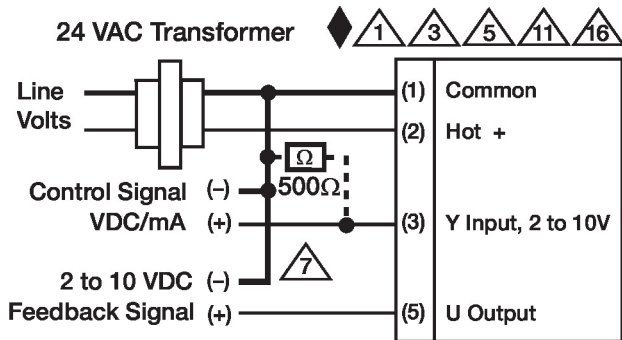 24 VAC Transformer 1 3 5 11 16
Line
Volts
(1) Common
(2) Hot +
Ω
500Ω
Control Signal (–)
VDC/mA (+)
(3) Y Input, 2 to 10V
7
2 to 10 VDC (–)
Feedback Signal (+)
(5) U Output